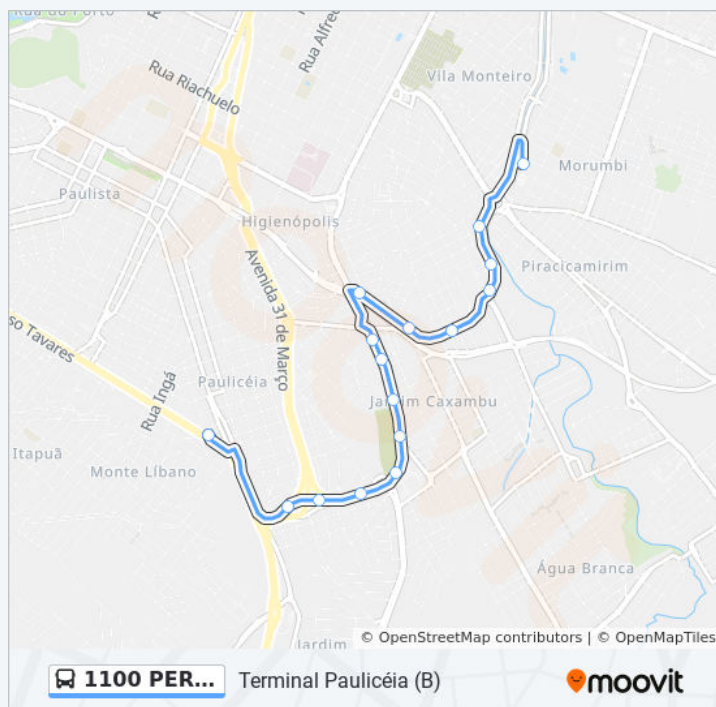 Rua do Porto
Rua Alfred
Rua Riachuelo
Vila Monteiro
Morumbi
Paulista
Higienópolis
Piracicamirim
Avenida 31 de Março
so Tavares
Rua Ingá
Paulicéia
Jardim Caxambu
Itapuã
Monte Líbano
Água Branca
Jardim
© OpenStreetMap contributors | © OpenMapTiles
1100 PER...
Terminal Paulicéia (B)
moovit